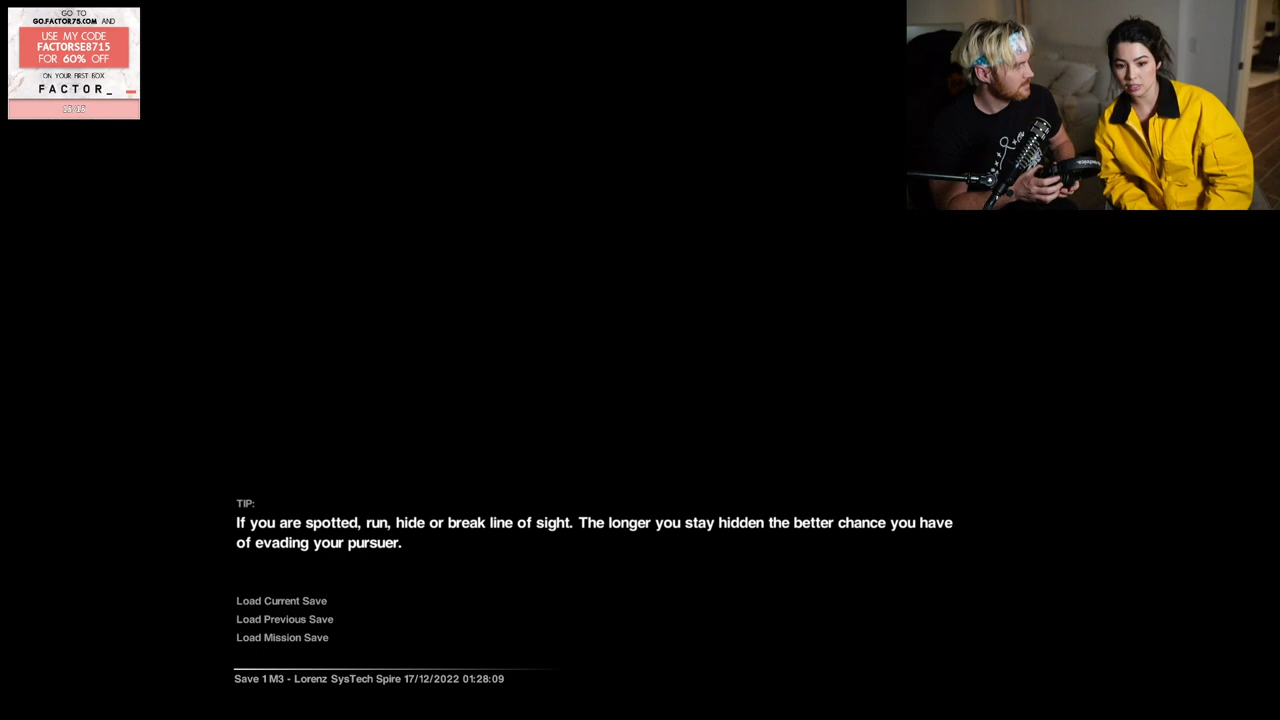 GO TO
GO.FACTOR75.COM AND
USE MY CODE
FACTORSE8715
FOR 60% OFF
ON YOUR FIRST BOX
FACTOR_
TIP:
If you are spotted, run, hide or break line of sight. The longer you stay hidden the better chance you have
of evading your pursuer.
Load Current Save
Load Previous Save
Load Mission Save
Save 1 M3 - Lorenz SysTech Spire 17/12/2022 01:28:09